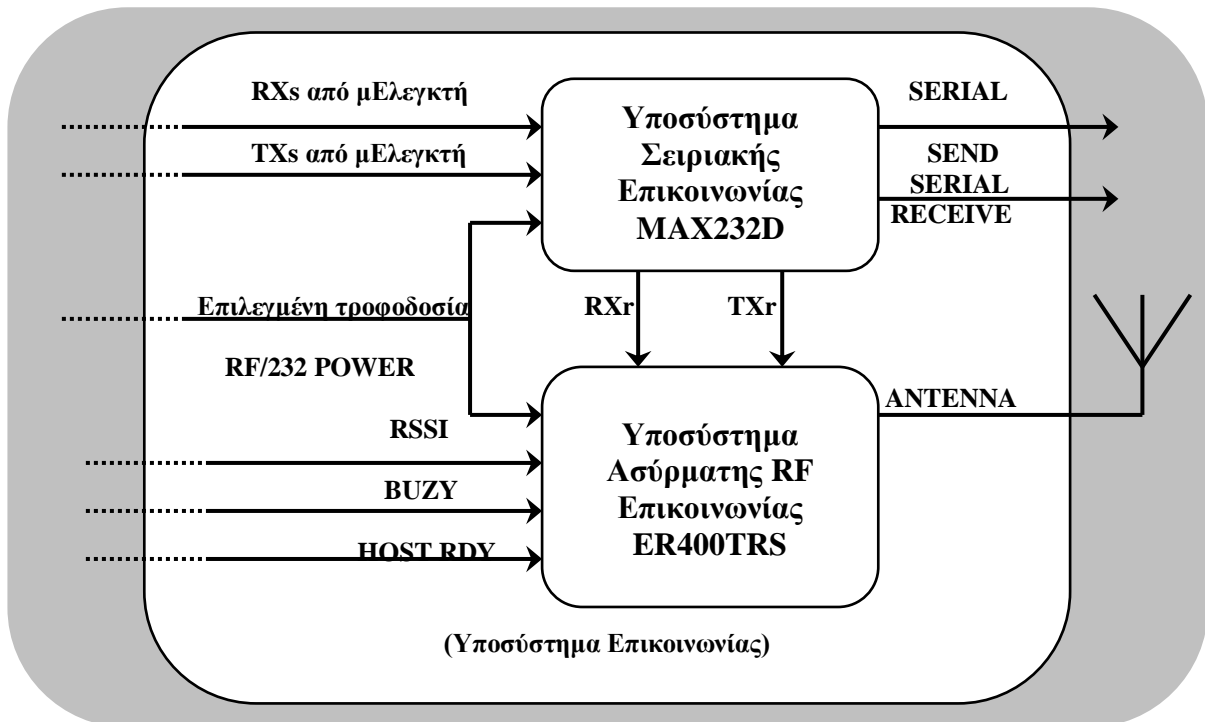 RXs από μΕλεγκτή
TXs από μΕλεγκτή
Υποσύστημα
Σειριακής
Επικοινωνίας
MAX232D
SERIAL
SEND
SERIAL
RECEIVE
RXr
TXr
Επιλεγμένη τροφοδοσία
RF/232 POWER
RSSI
BUZY
HOST RDY
Υποσύστημα
Ασύρματης RF
Επικοινωνίας
ER400TRS
ANTENNA
(Υποσύστημα Επικοινωνίας)